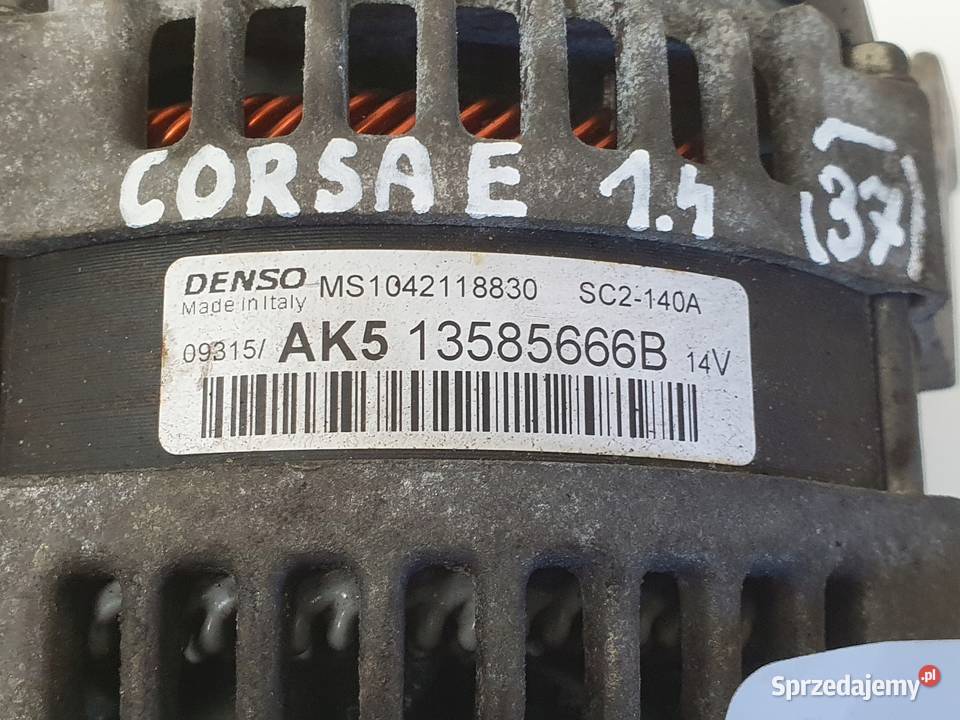 CORSA E 1.4 (37)
DENSO MS1042118830 SC2-140A
Made in Italy
09315/ AK5 13585666B 14V
Sprzedajemy.pl